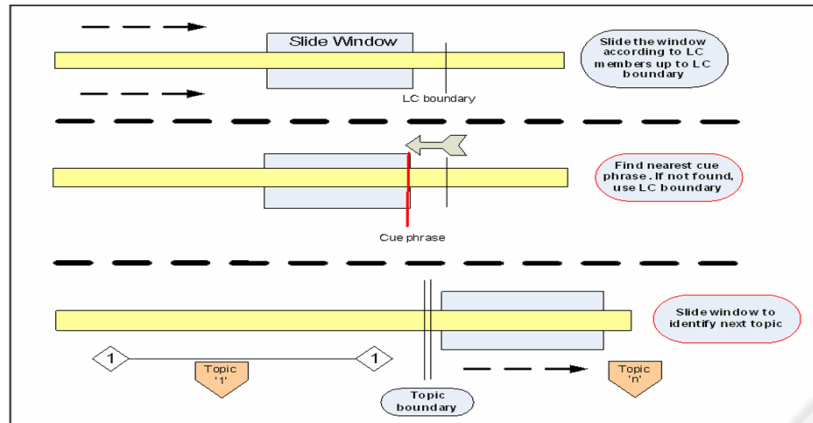 Slide Window
Slide the window
according to LC
members up to LC
boundary
LC boundary
Find nearest cue
phrase. If not found,
use LC boundary
Cue phrase
Slide window to
identify next topic
1
1
Topic
'1'
Topic
boundary
Topic
'n'